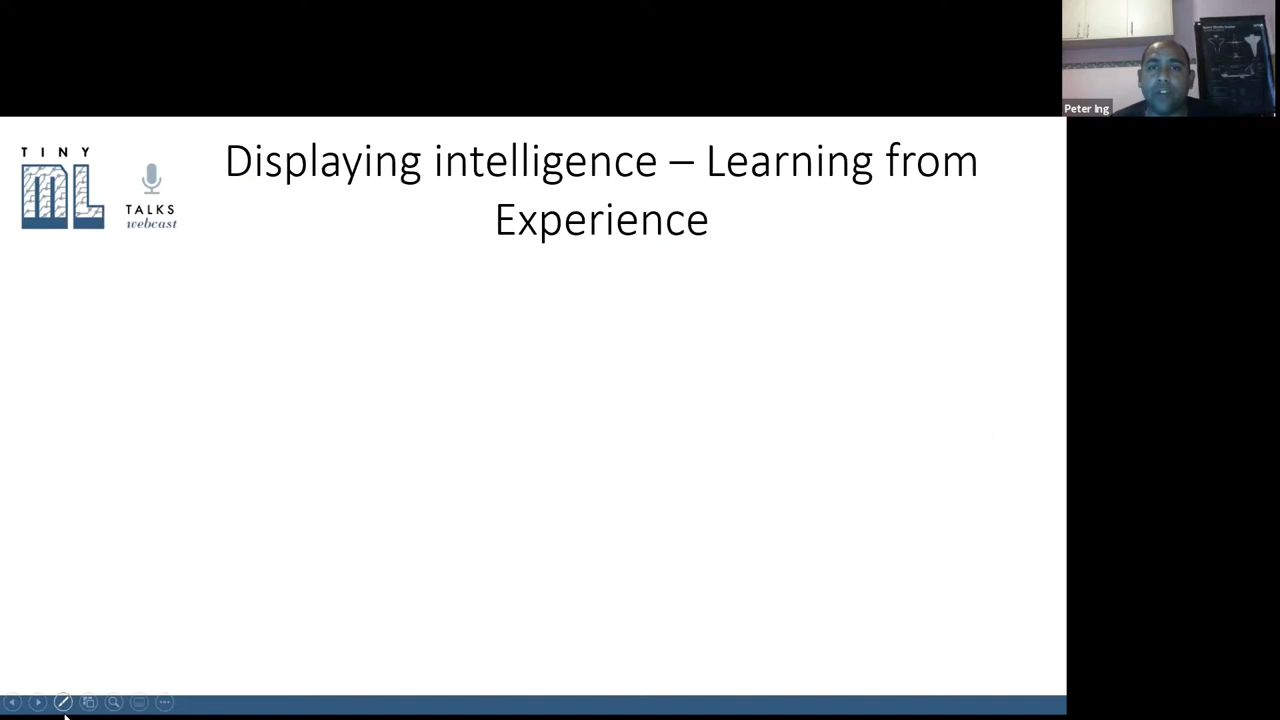 Peter Ing
TINY
ML
TALKS
webcast
Displaying intelligence – Learning from
Experience